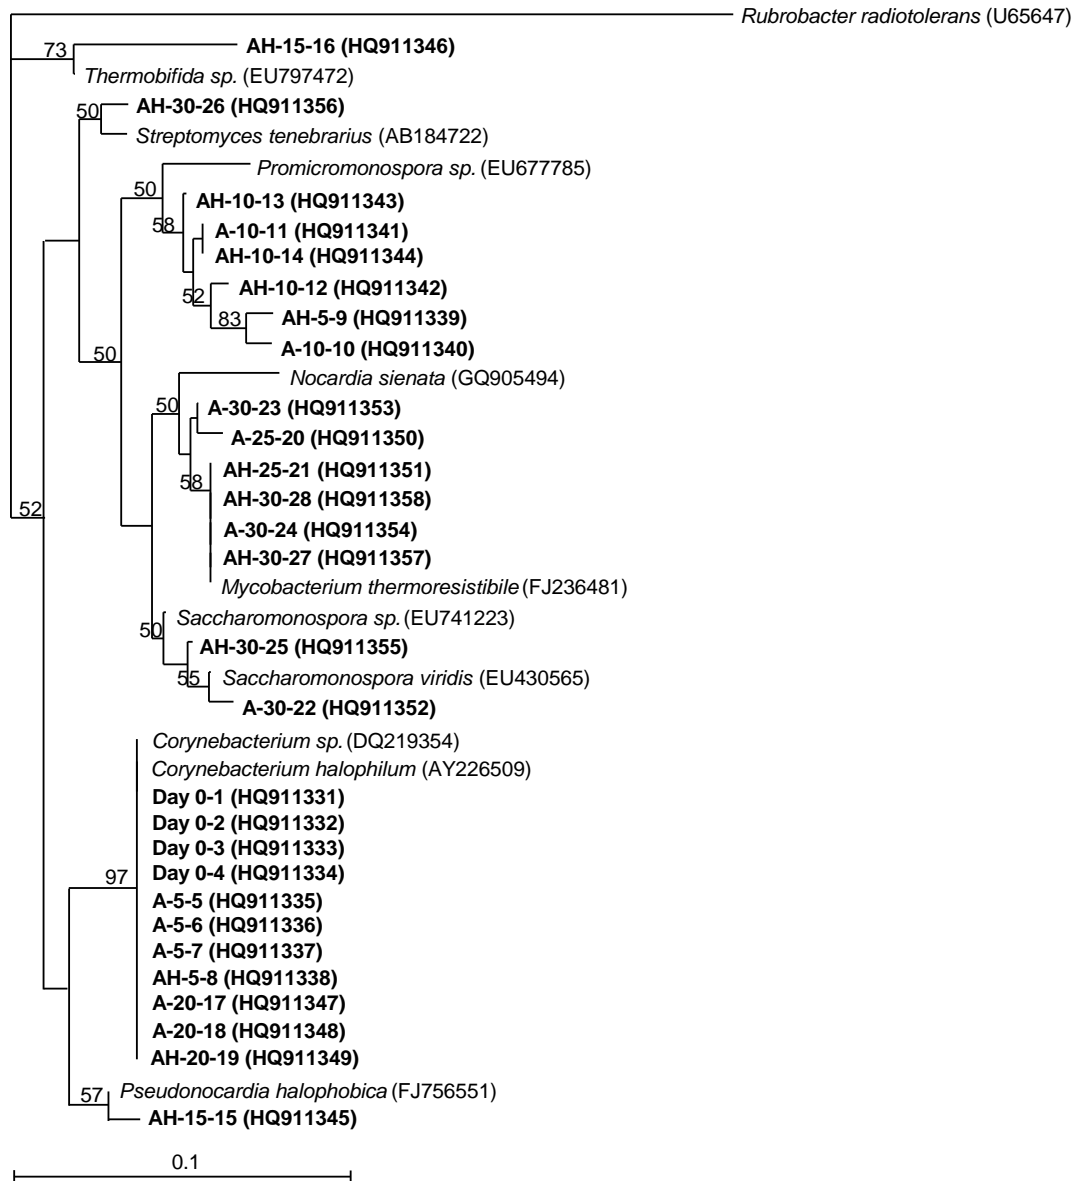 Rubrobacter radiotolerans (U65647)
73
AH-15-16 (HQ911346)
Thermobifida sp. (EU797472)
50
AH-30-26 (HQ911356)
Streptomyces tenebrarius (AB184722)
Promicromonospora sp. (EU677785)
50
AH-10-13 (HQ911343)
58
A-10-11 (HQ911341)
AH-10-14 (HQ911344)
AH-10-12 (HQ911342)
52
AH-5-9 (HQ911339)
83
A-10-10 (HQ911340)
50
Nocardia sienata (GQ905494)
50
A-30-23 (HQ911353)
A-25-20 (HQ911350)
AH-25-21 (HQ911351)
58
AH-30-28 (HQ911358)
52
A-30-24 (HQ911354)
AH-30-27 (HQ911357)
Mycobacterium thermoresistibile (FJ236481)
Saccharomonospora sp. (EU741223)
50
AH-30-25 (HQ911355)
55
Saccharomonospora viridis (EU430565)
A-30-22 (HQ911352)
Corynebacterium sp. (DQ219354)
Corynebacterium halophilum (AY226509)
Day 0-1 (HQ911331)
Day 0-2 (HQ911332)
Day 0-3 (HQ911333)
Day 0-4 (HQ911334)
97
A-5-5 (HQ911335)
A-5-6 (HQ911336)
A-5-7 (HQ911337)
AH-5-8 (HQ911338)
A-20-17 (HQ911347)
A-20-18 (HQ911348)
AH-20-19 (HQ911349)
57
Pseudonocardia halophobica (FJ756551)
AH-15-15 (HQ911345)
0.1